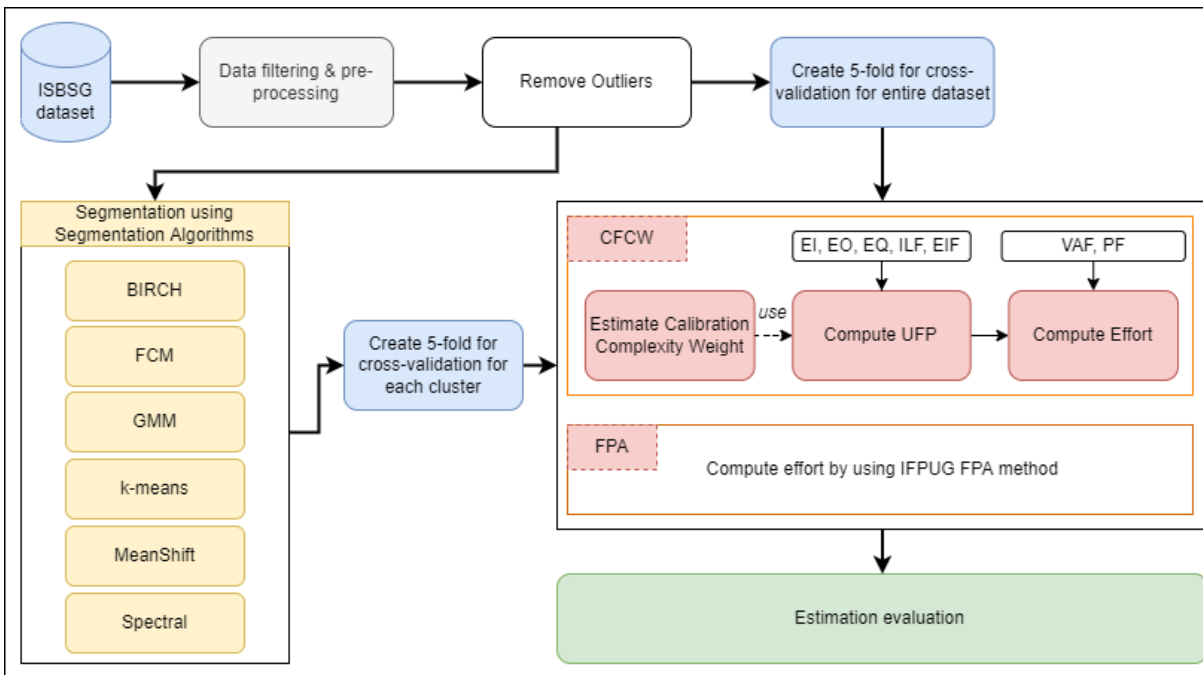 ISBSG
dataset
Data filtering & pre-
processing
Remove Outliers
Create 5-fold for cross-
validation for entire dataset
Segmentation using
Segmentation Algorithms
BIRCH
FCM
GMM
k-means
MeanShift
Spectral
Create 5-fold for
cross-validation for
each cluster
CFCW
EI, EO, EQ, ILF, EIF
VAF, PF
Estimate Calibration
Complexity Weight
use
Compute UFP
Compute Effort
FPA
Compute effort by using IFPUG FPA method
Estimation evaluation